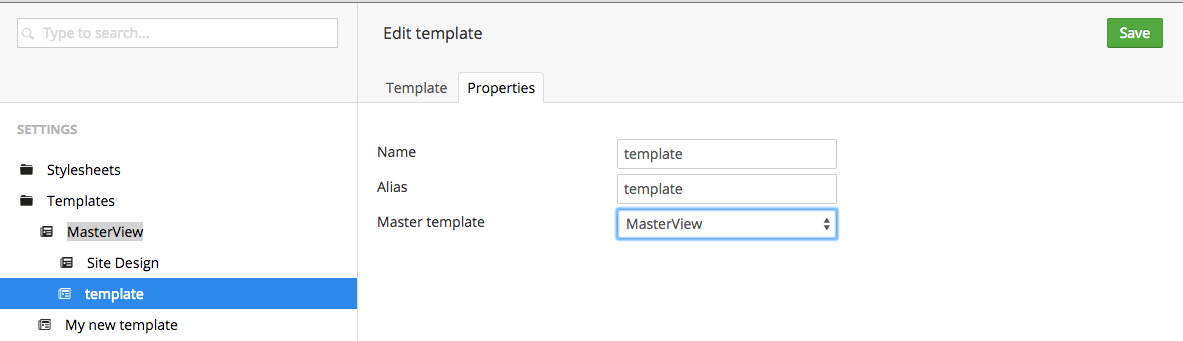 Type to search...
Edit template
Save
Template
Properties
SETTINGS
Stylesheets
Templates
MasterView
Site Design
template
My new template
Name
template
Alias
template
Master template
MasterView